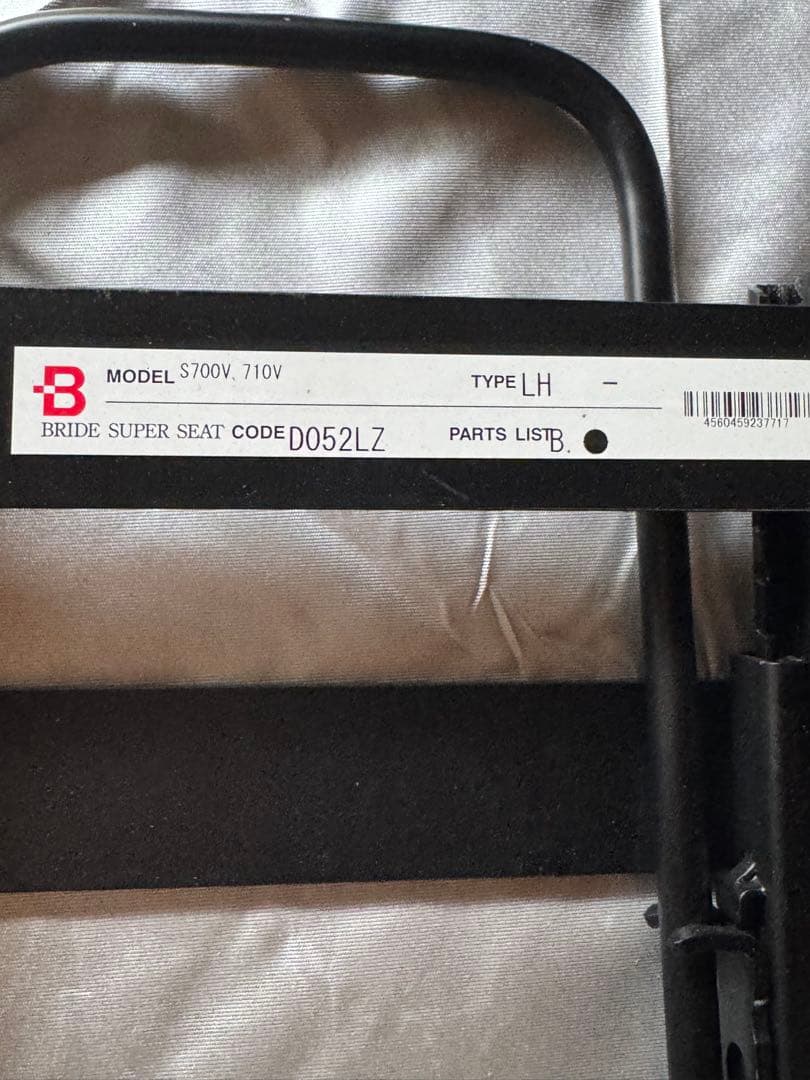 B
MODEL S700V、710V TYPE LH －
BRIDE SUPER SEAT CODE D052LZ PARTS LIST B. ●
4560459237717